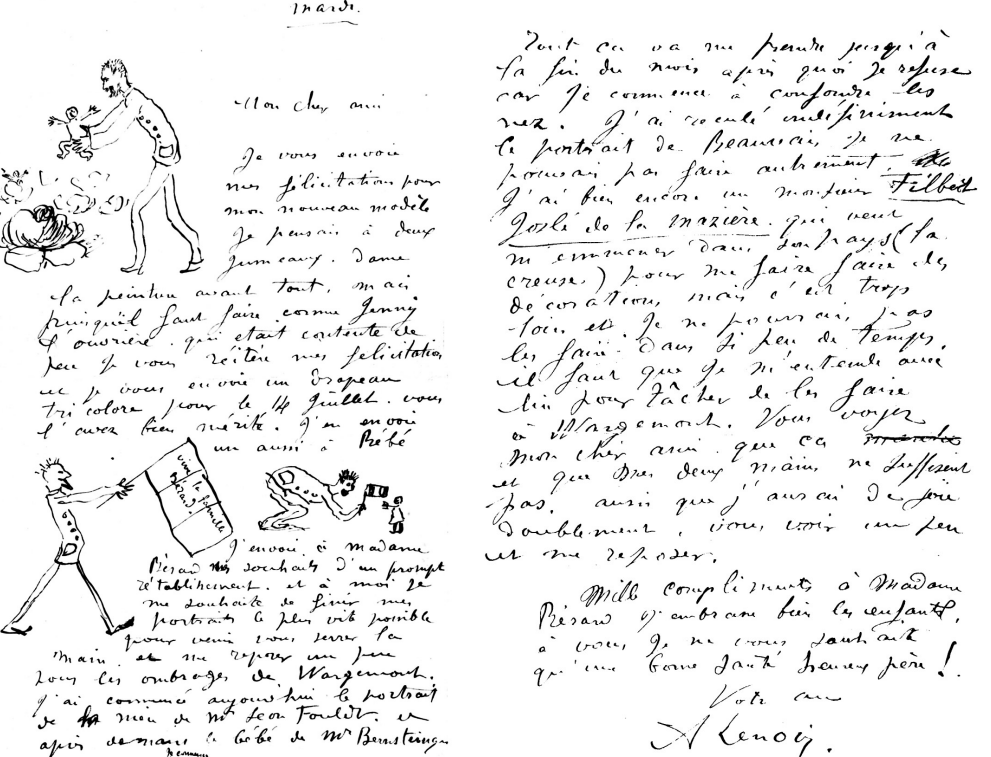 Mardi.
Mon cher ami
Je vous envoie
mes félicitations pour
mon nouveau modèle
Je pensais à deux
Jumeaux. Dame
la peinture avant tout, mais
puisqu'il faut faire comme Jenny
l'ouvrière, qui était contente de
peu Je vous réitère mes félicitations
et je vous envoie un drapeau
tricolore pour le 14 Juillet. vous
l'avez bien mérité. J'en envoie
un aussi à Bébé
vive la famille
Bérard.
J'envoie à madame
Bérard mes souhaits d'un prompt
rétablissement. et à moi Je
me souhaite de finir mes
portraits le plus vite possible
pour venir vous serrer la
main et me reposer un peu
sous les ombrages de Wargemont.
J'ai commencé aujourd'hui le portrait
de la mère de Mr Léon Fould. et
après demain le bébé de Mr
Je commence
Tout ça va me prendre jusqu'à
la fin du mois après quoi Je refuse
car Je commence à confondre les
nez. J'ai reculé indéfiniment
le portrait de Je ne
pouvais pas faire autrement
J'ai bien encore un monsieur Filbert
de la Mazière qui veut
m'emmener dans son pays (la
creuse) pour me faire faire des
décorations mais c'est trop
loin et Je ne pourrais pas
les faire dans si peu de temps.
il faut que Je m'entende avec
lui pour tâcher de les faire
à Wargemont. Vous voyez
mon cher ami que ça
et que mes deux mains ne suffisent
pas. aussi que j'aurai de joie
doublement, vous voir un peu
et me reposer.
Mille compliments à Madame
Bérard J'embrasse bien les enfants,
à vous Je ne vous souhaite
qu'une bonne santé heureux père!
Votre ami
A Renoir.